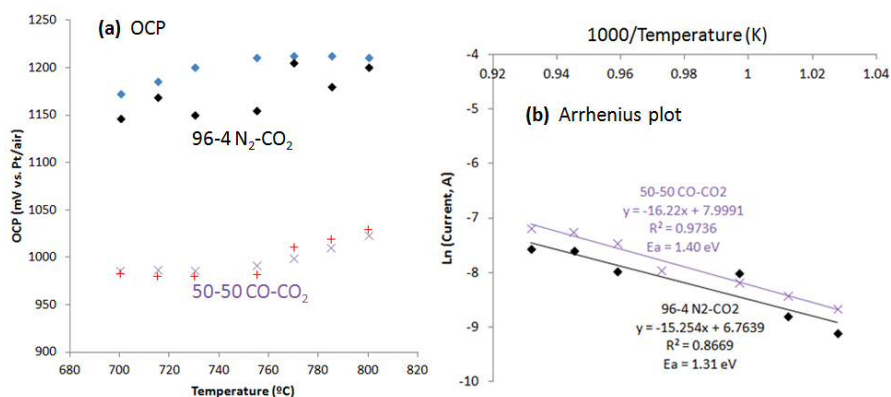 (a) OCP
1250
1200
1150
1100
1050
1000
950
900
OCP (mV vs. Pt/air)
96-4 N₂-CO₂
50-50 CO-CO₂
680 700 720 740 760 780 800 820
Temperature (ºC)
1000/Temperature (K)
0.92 0.94 0.96 0.98 1 1.02 1.04
-4
-5
-6
-7
-8
-9
-10
Ln (Current, A)
(b) Arrhenius plot
50-50 CO-CO2
y = -16.22x + 7.9991
R² = 0.9736
Ea = 1.40 eV
96-4 N2-CO2
y = -15.254x + 6.7639
R² = 0.8669
Ea = 1.31 eV